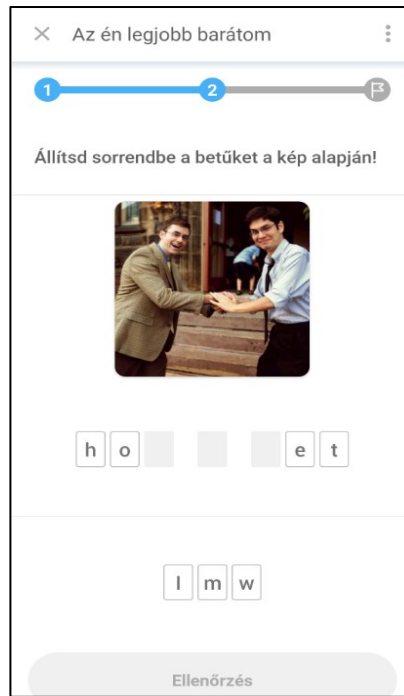 Az én legjobb barátom
1 2
Állítsd sorrendbe a betűket a kép alapján!
h o e t
l m w
Ellenőrzés